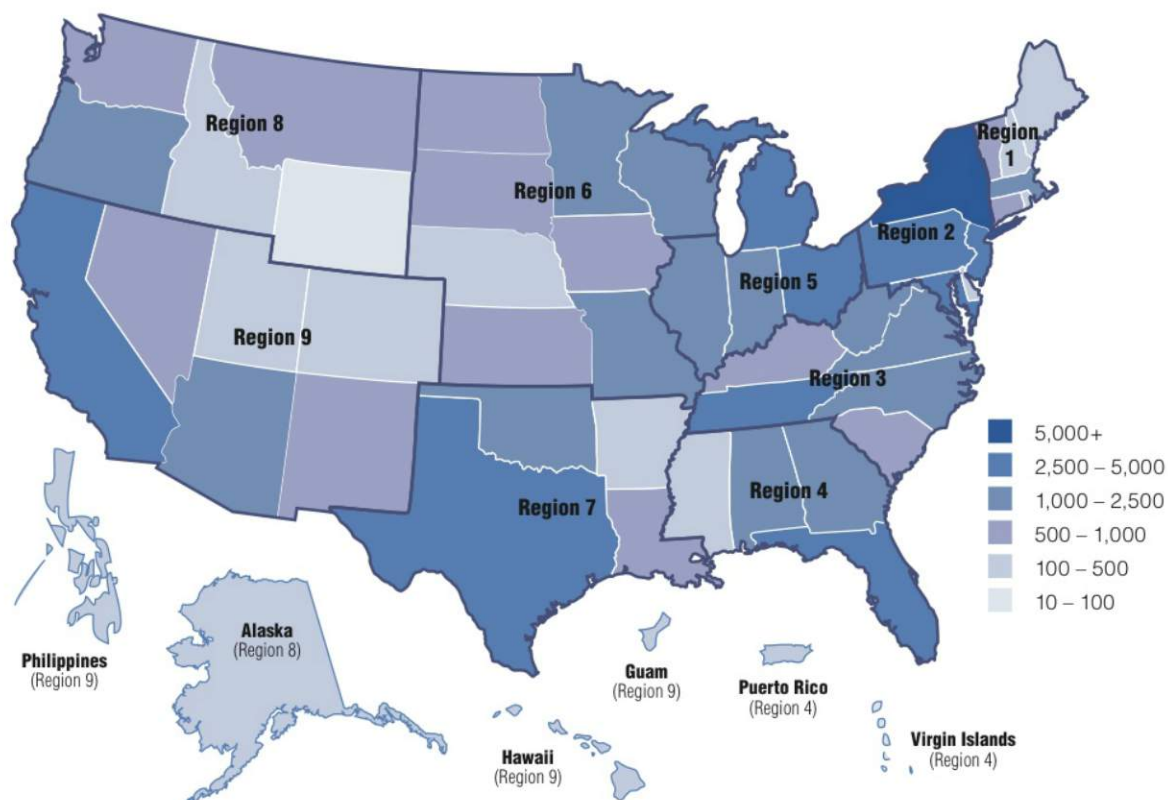 Region 8
Region
1
Region 6
Region 2
Region 5
Region 9
Region 3
Region 7
Region 4
5,000+
2,500 – 5,000
1,000 – 2,500
500 – 1,000
100 – 500
10 – 100
Philippines
(Region 9)
Alaska
(Region 8)
Hawaii
(Region 9)
Guam
(Region 9)
Puerto Rico
(Region 4)
Virgin Islands
(Region 4)